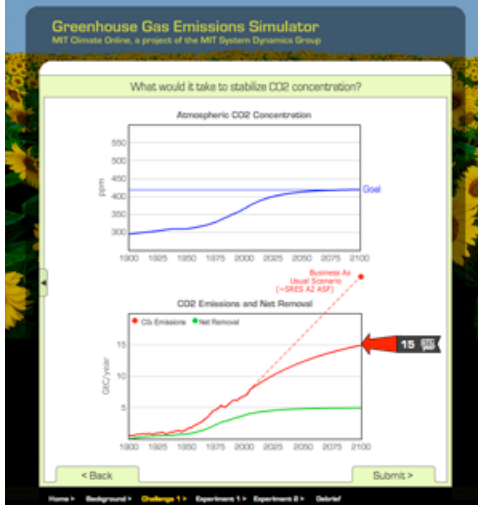 Greenhouse Gas Emissions Simulator
MIT Climate Online, a project of the MIT System Dynamics Group
What would it take to stabilize CO2 concentration?
Atmospheric CO2 Concentration
ppm
550
500
450
400
350
300
Goal
1900 1925 1950 1975 2000 2025 2050 2075 2100
Business As
Usual Scenario
(~SRES A2 ASF)
CO2 Emissions and Net Removal
CO₂ Emissions Net Removal
GtC/year
15
10
5
15
1900 1925 1950 1975 2000 2025 2050 2075 2100
< Back
Submit >
Home > Background > Challenge 1 > Experiment 1 > Experiment 2 > Debrief